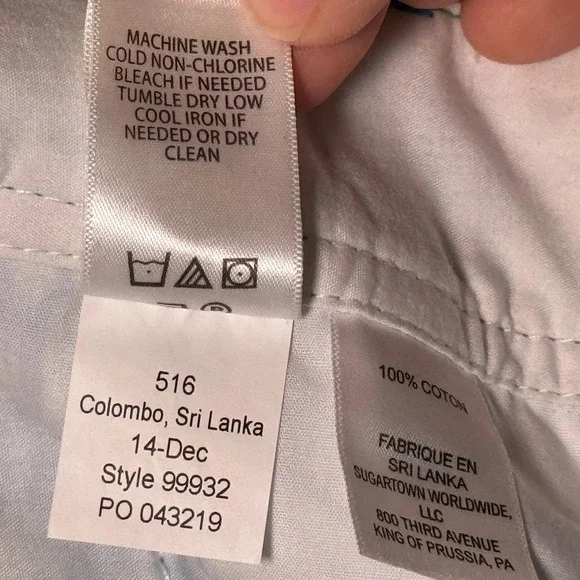 MACHINE WASH
COLD NON-CHLORINE
BLEACH IF NEEDED
TUMBLE DRY LOW
COOL IRON IF
NEEDED OR DRY
CLEAN
516
Colombo, Sri Lanka
14-Dec
Style 99932
PO 043219
100% COTON
FABRIQUE EN
SRI LANKA
SUGARTOWN WORLDWIDE,
LLC
800 THIRD AVENUE
KING OF PRUSSIA, PA